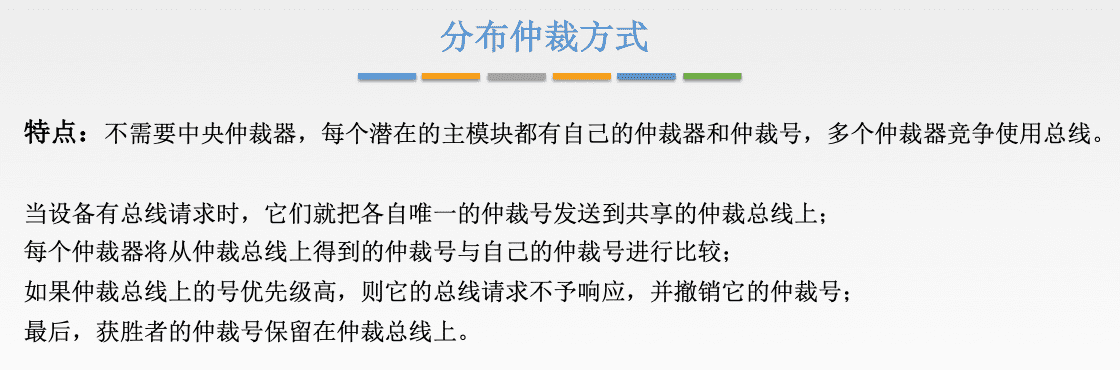 分布仲裁方式
特点：不需要中央仲裁器，每个潜在的主模块都有自己的仲裁器和仲裁号，多个仲裁器竞争使用总线。
当设备有总线请求时，它们就把各自唯一的仲裁号发送到共享的仲裁总线上；
每个仲裁器将从仲裁总线上得到的仲裁号与自己的仲裁号进行比较；
如果仲裁总线上的号优先级高，则它的总线请求不予响应，并撤销它的仲裁号；
最后，获胜者的仲裁号保留在仲裁总线上。